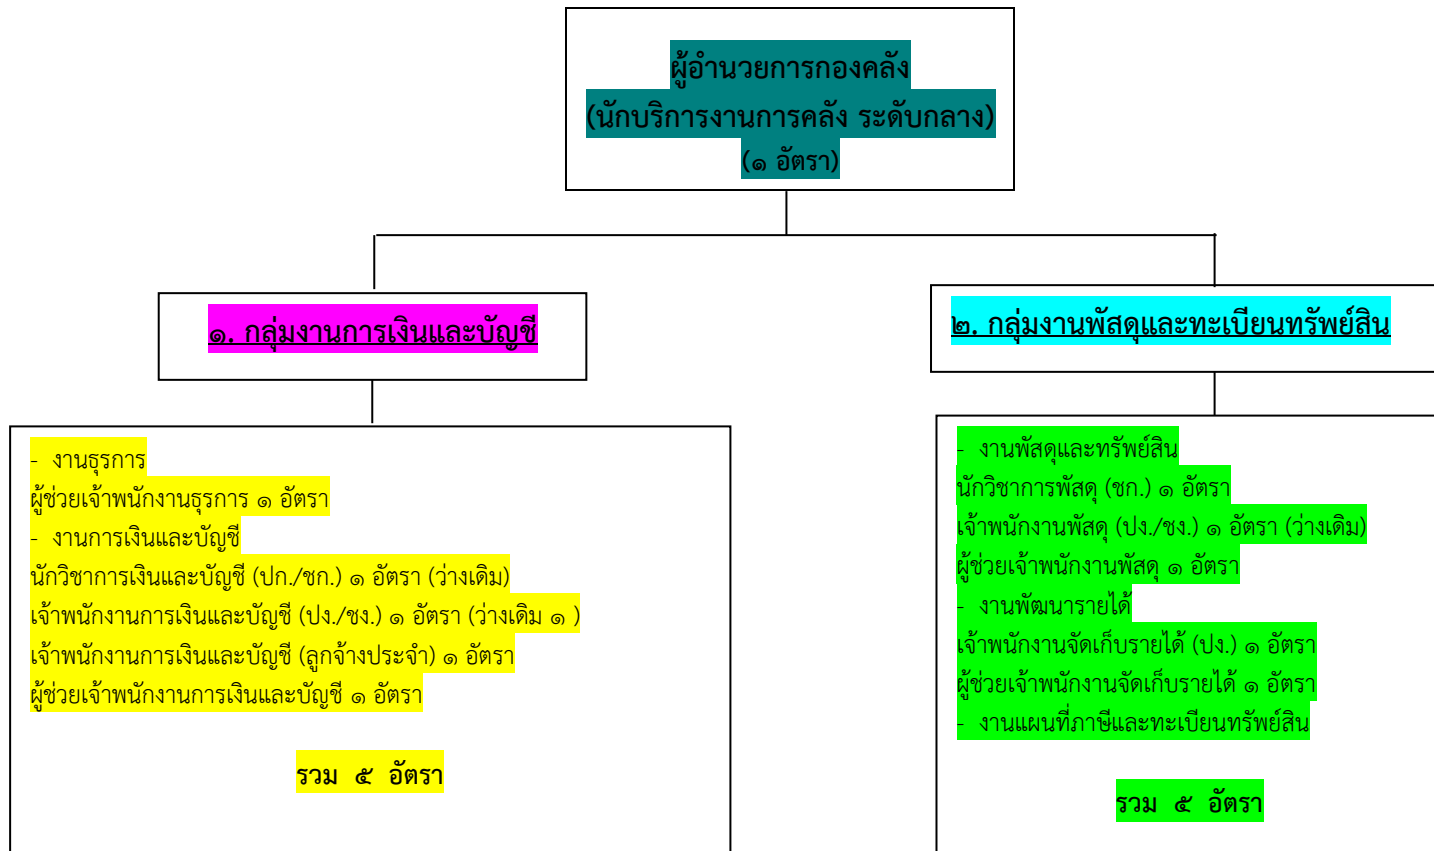 ผู้อำนวยการกองคลัง
(นักบริการงานการคลัง ระดับกลาง)
(๑ อัตรา)
๑. กลุ่มงานการเงินและบัญชี
- งานธุรการ
ผู้ช่วยเจ้าพนักงานธุรการ ๑ อัตรา
- งานการเงินและบัญชี
นักวิชาการเงินและบัญชี (ปก./ชก.) ๑ อัตรา (ว่างเดิม)
เจ้าพนักงานการเงินและบัญชี (ปง./ชง.) ๑ อัตรา (ว่างเดิม ๑ )
เจ้าพนักงานการเงินและบัญชี (ลูกจ้างประจำ) ๑ อัตรา
ผู้ช่วยเจ้าพนักงานการเงินและบัญชี ๑ อัตรา
รวม ๕ อัตรา
๒. กลุ่มงานพัสดุและทะเบียนทรัพย์สิน
- งานพัสดุและทรัพย์สิน
นักวิชาการพัสดุ (ชก.) ๑ อัตรา
เจ้าพนักงานพัสดุ (ปง./ชง.) ๑ อัตรา (ว่างเดิม)
ผู้ช่วยเจ้าพนักงานพัสดุ ๑ อัตรา
- งานพัฒนารายได้
เจ้าพนักงานจัดเก็บรายได้ (ปง.) ๑ อัตรา
ผู้ช่วยเจ้าพนักงานจัดเก็บรายได้ ๑ อัตรา
- งานแผนที่ภาษีและทะเบียนทรัพย์สิน
รวม ๕ อัตรา